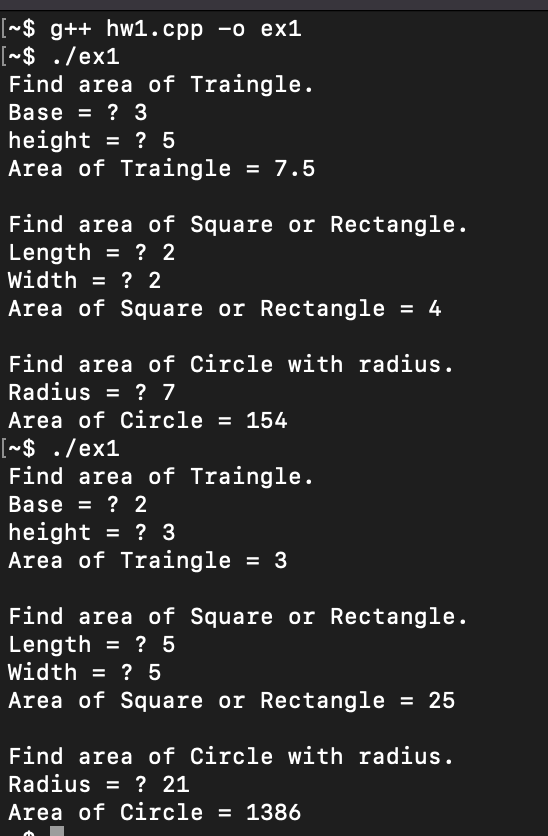 [~$ g++ hw1.cpp -o ex1
[~$ ./ex1
Find area of Traingle.
Base = ? 3
height = ? 5
Area of Traingle = 7.5

Find area of Square or Rectangle.
Length = ? 2
Width = ? 2
Area of Square or Rectangle = 4

Find area of Circle with radius.
Radius = ? 7
Area of Circle = 154
[~$ ./ex1
Find area of Traingle.
Base = ? 2
height = ? 3
Area of Traingle = 3

Find area of Square or Rectangle.
Length = ? 5
Width = ? 5
Area of Square or Rectangle = 25

Find area of Circle with radius.
Radius = ? 21
Area of Circle = 1386
~$